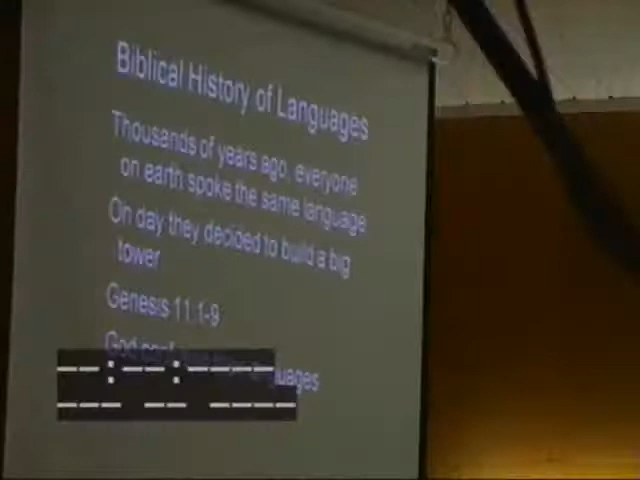 Biblical History of Languages
Thousands of years ago, everyone
on earth spoke the same language
On day they decided to build a big
tower
Genesis 11.1-9
God
--:--:----
--- -- ----